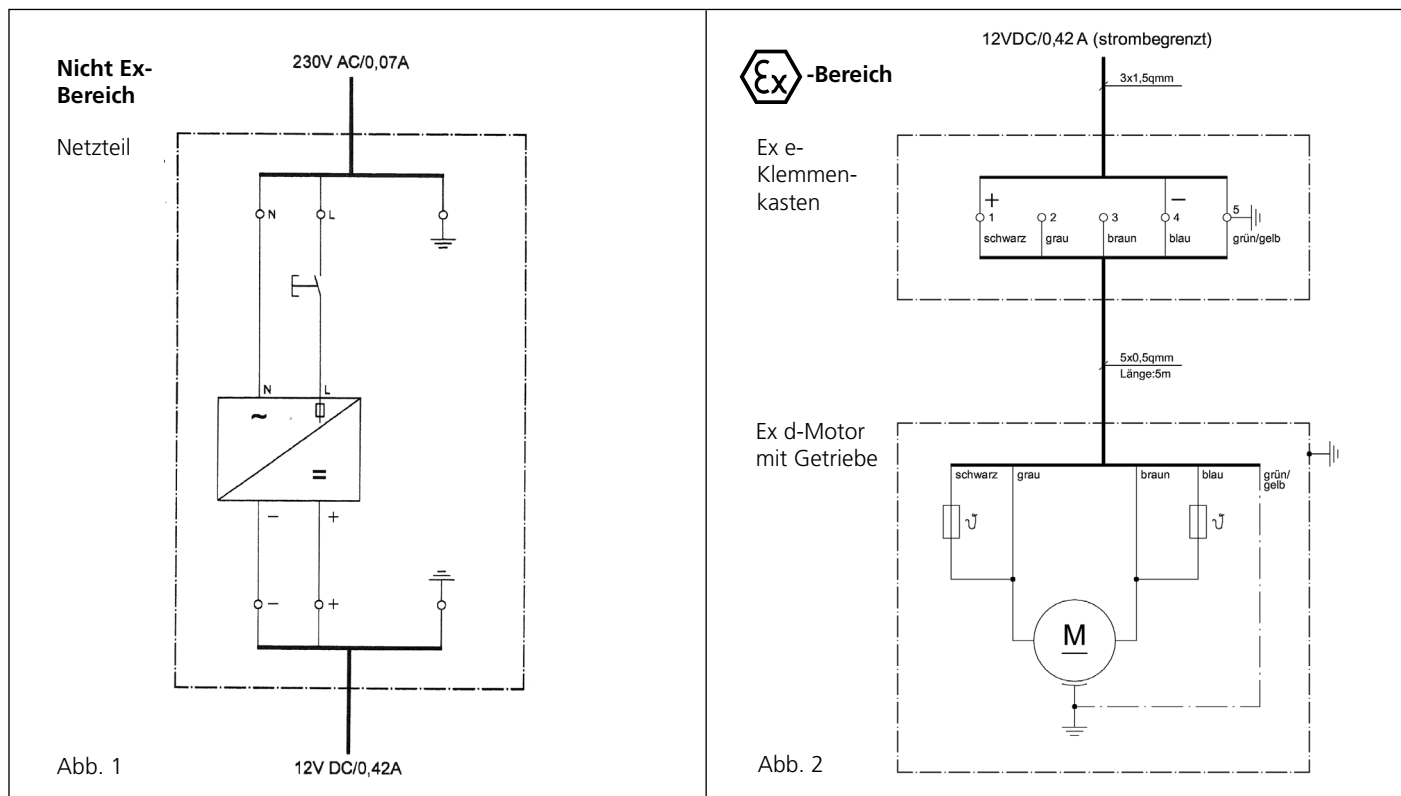 Nicht Ex-
Bereich
230V AC/0,07A
Netzteil
N
L
N
L
~
=
−
+
−
+
Abb. 1
12V DC/0,42A
12VDC/0,42 A (strombegrenzt)
Ex -Bereich
3x1,5qmm
Ex e-
Klemmen-
kasten
+
−
1
2
3
4
5
schwarz
grau
braun
blau
grün/gelb
5x0,5qmm
Länge:5m
Ex d-Motor
mit Getriebe
schwarz
grau
braun
blau
grün/
gelb
ϑ
ϑ
M
Abb. 2